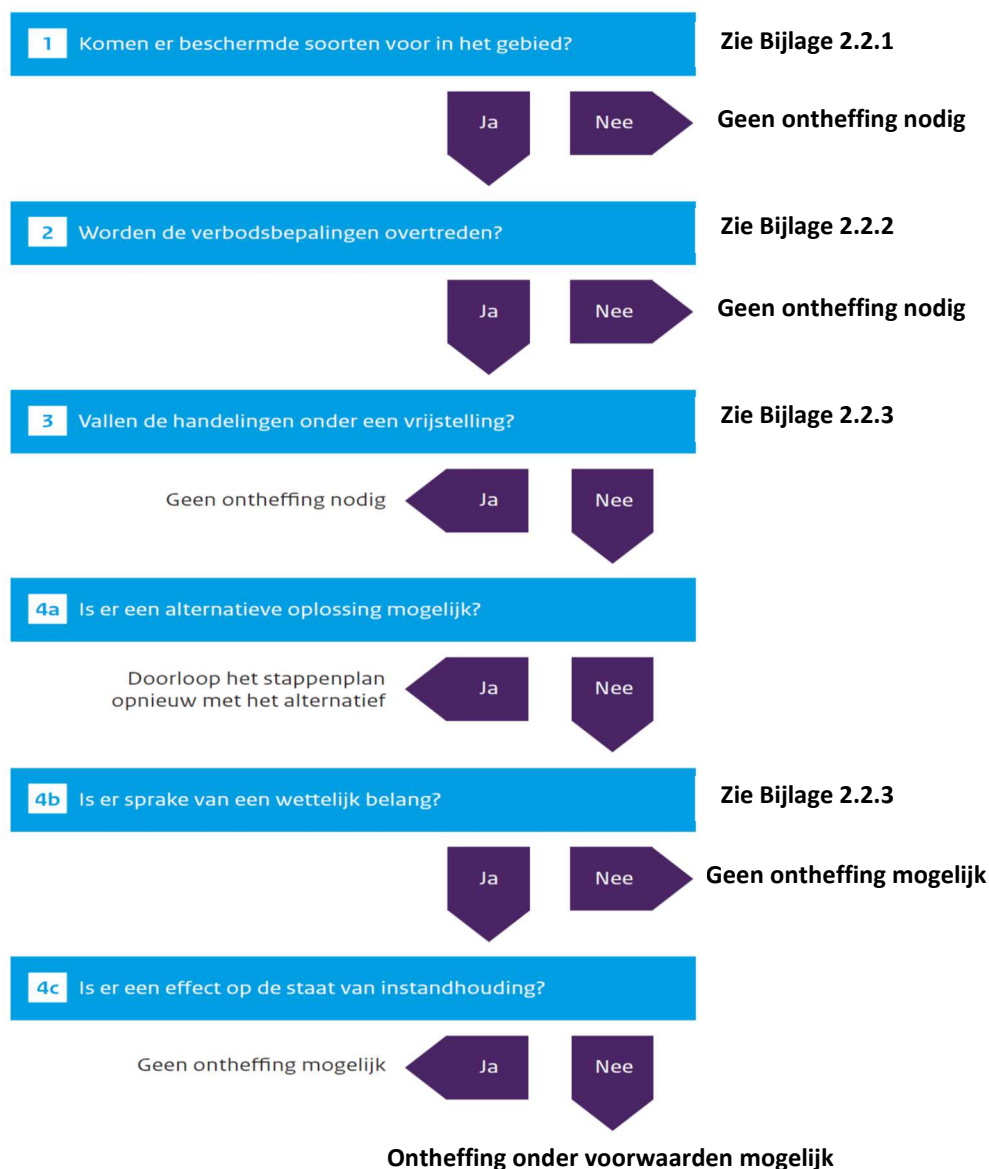 1 Komen er beschermde soorten voor in het gebied? Zie Bijlage 2.2.1
Ja Nee Geen ontheffing nodig
2 Worden de verbodsbepalingen overtreden? Zie Bijlage 2.2.2
Ja Nee Geen ontheffing nodig
3 Vallen de handelingen onder een vrijstelling? Zie Bijlage 2.2.3
Geen ontheffing nodig Ja Nee
4a Is er een alternatieve oplossing mogelijk?
Doorloop het stappenplan
opnieuw met het alternatief
Ja Nee
4b Is er sprake van een wettelijk belang? Zie Bijlage 2.2.3
Ja Nee Geen ontheffing mogelijk
4c Is er een effect op de staat van instandhouding?
Geen ontheffing mogelijk Ja Nee
Ontheffing onder voorwaarden mogelijk